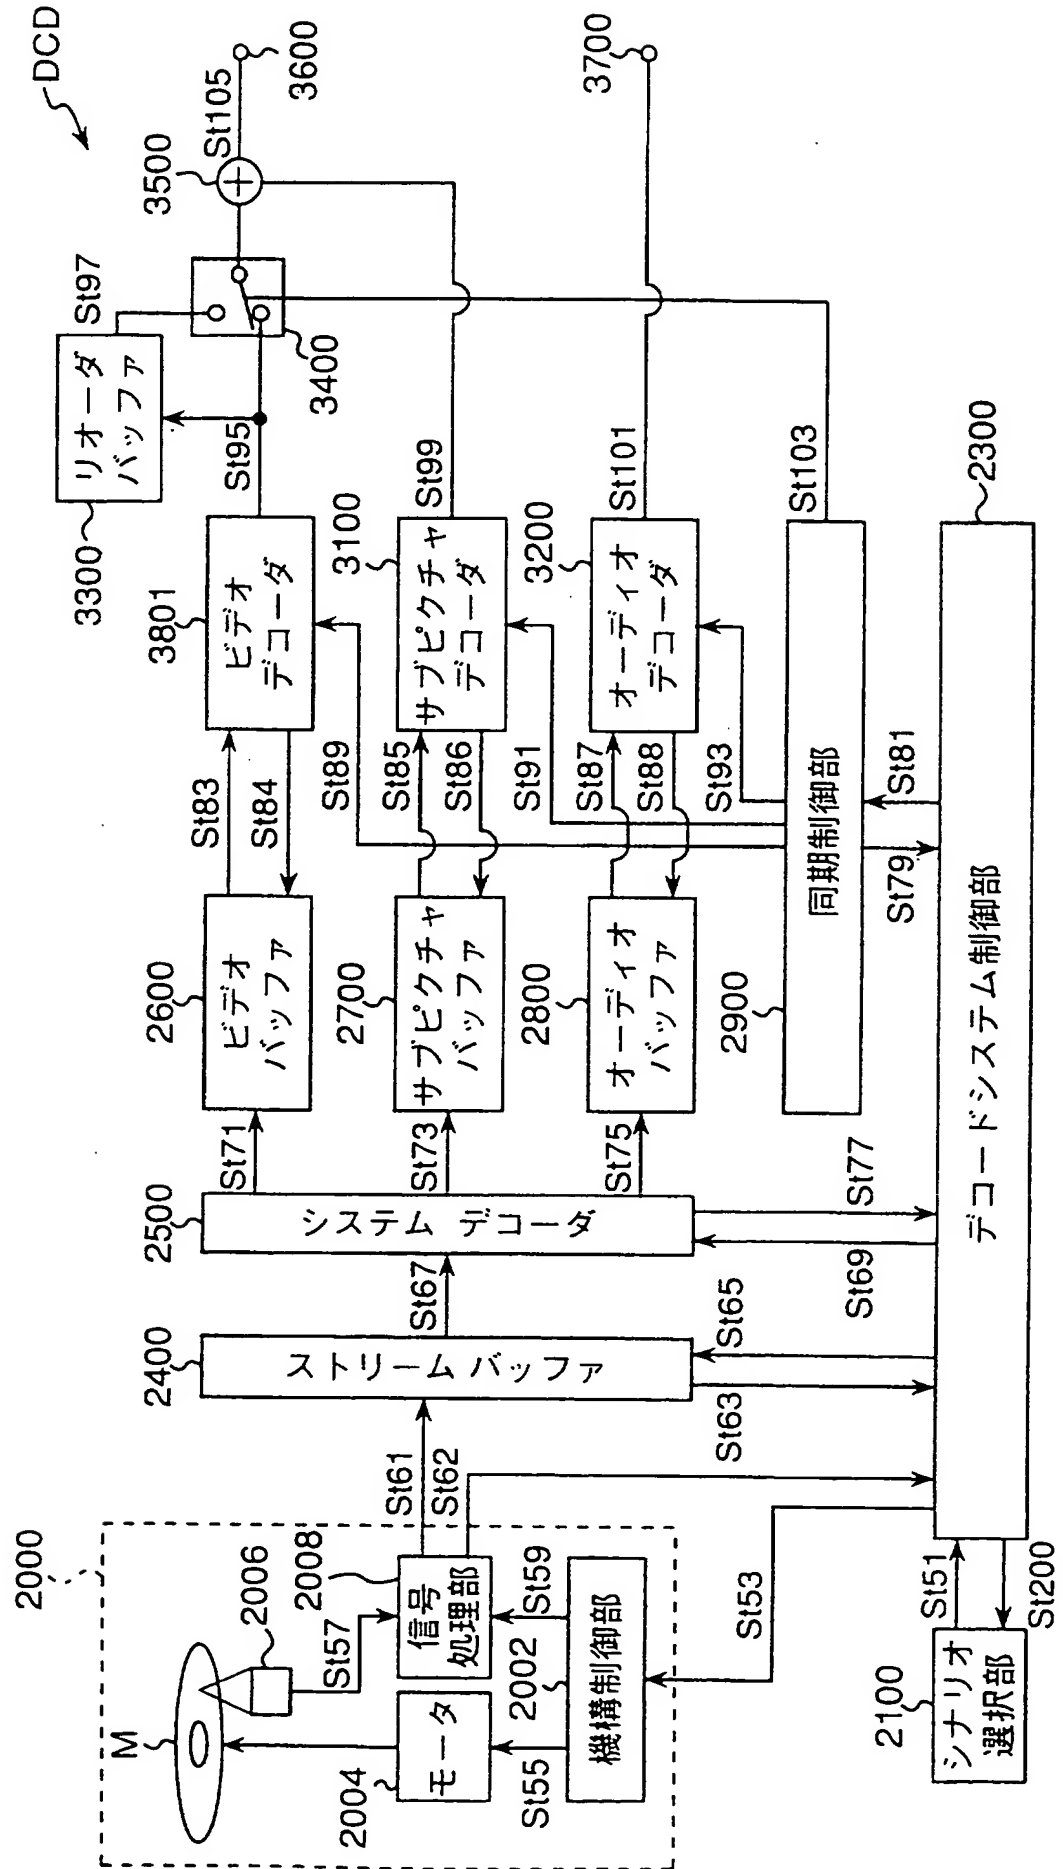 DCD
2000
M
2006
2008
St57
信号
処理部
2004
モータ
2002
St59
St55
機構制御部
St61
St62
St53
2100
シナリオ
選択部
St51
St200
2400
ストリーム バッファ
St63
St65
St67
2500
システム デコーダ
St69
St77
St71
St73
St75
2600
ビデオ
バッファ
2700
サブピクチャ
バッファ
2800
オーディオ
バッファ
2900
同期制御部
St79
St81
2300
デコードシステム制御部
St83
St84
St89
St85
St86
St91
St87
St88
St93
3801
ビデオ
デコーダ
3100
サブピクチャ
デコーダ
3200
オーディオ
デコーダ
St95
St99
St101
St103
3300
リオーダ
バッファ
St97
3400
3500
St105
3600
3700